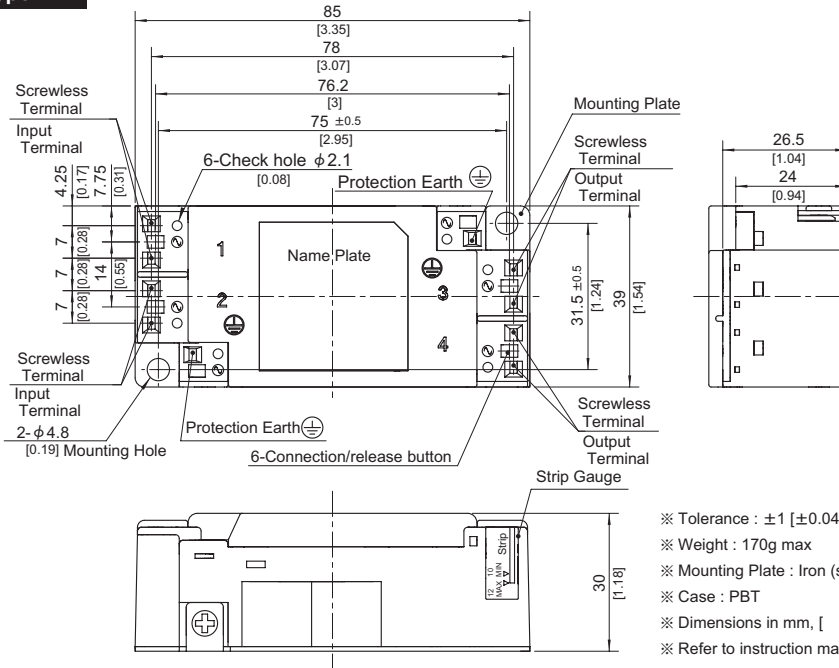 85
[3.35]
78
[3.07]
76.2
[3]
75 ±0.5
[2.95]
Screwless
Terminal
Input
Terminal
Mounting Plate
Screwless
Terminal
Output
Terminal
26.5
[1.04]
24
[0.94]
4.25
[0.17]
7.75
[0.31]
6-Check hole φ2.1
[0.08]
Protection Earth
7
[0.28]
7
[0.28]
14
[0.55]
7
[0.28]
1
2
Name Plate
3
4
31.5 ±0.5
[1.24]
39
[1.54]
Screwless
Terminal
Input
Terminal
2-φ4.8
[0.19] Mounting Hole
Protection Earth
6-Connection/release button
Screwless
Terminal
Output
Terminal
Strip Gauge
Strip
12 10
MAX MIN
30
[1.18]
※ Tolerance : ±1 [±0.04
※ Weight : 170g max
※ Mounting Plate : Iron (
※ Case : PBT
※ Dimensions in mm, [
※ Refer to instruction